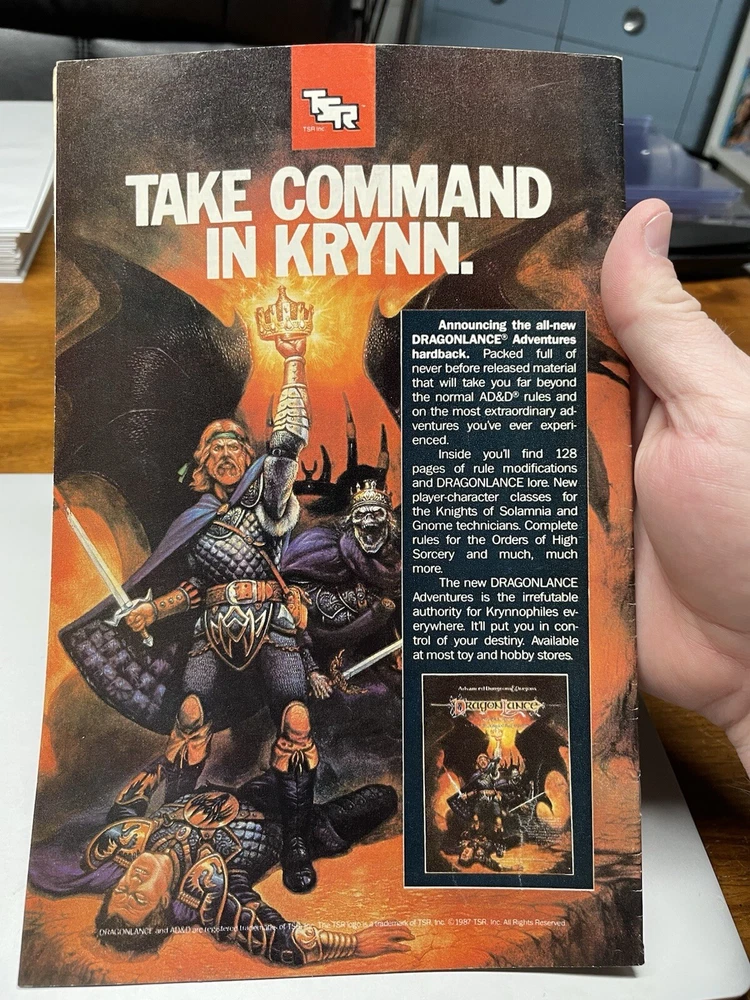 TSR
TSR Inc
TAKE COMMAND
IN KRYNN.
Announcing the all-new
DRAGONLANCE® Adventures
hardback. Packed full of
never before released material
that will take you far beyond
the normal AD&D® rules and
on the most extraordinary ad-
ventures you've ever experi-
enced.
Inside you'll find 128
pages of rule modifications
and DRAGONLANCE lore. New
player-character classes for
the Knights of Solamnia and
Gnome technicians. Complete
rules for the Orders of High
Sorcery and much, much
more.
The new DRAGONLANCE
Adventures is the irrefutable
authority for Krynnophiles ev-
erywhere. It'll put you in con-
trol of your destiny. Available
at most toy and hobby stores.
Advanced Dungeons & Dragons
DRAGONLANCE
DRAGONLANCE and AD&D are registered trademarks of TSR, Inc. The TSR logo is a trademark of TSR, Inc. © 1987 TSR, Inc. All Rights Reserved.